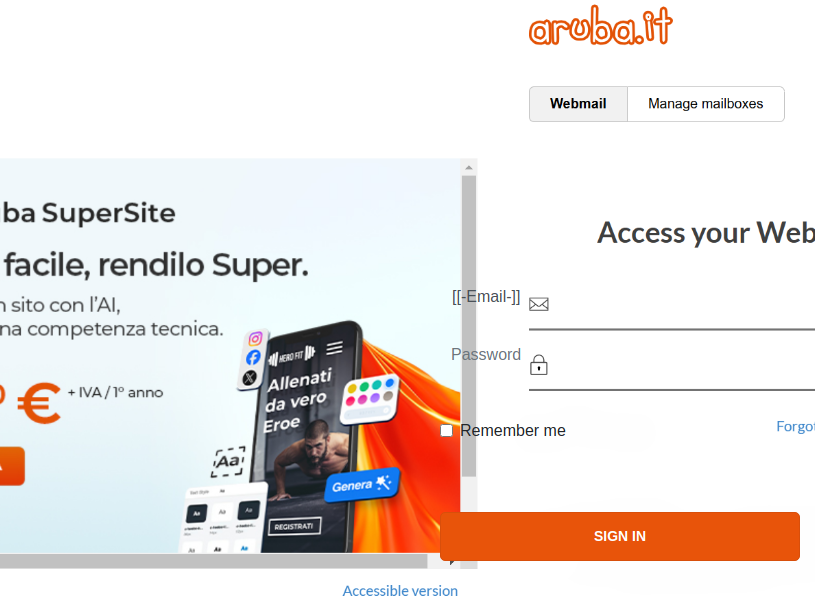 aruba.it
Webmail
Manage mailboxes
ba SuperSite
facile, rendilo Super.
n sito con l'AI,
na competenza tecnica.
€ + IVA / 1° anno
HERO FIT
Allenati
da vero
Eroe
Aa
Genera
REGISTRATI
Access your Web
[[-Email-]]
Password
Remember me
Forgot
SIGN IN
Accessible version